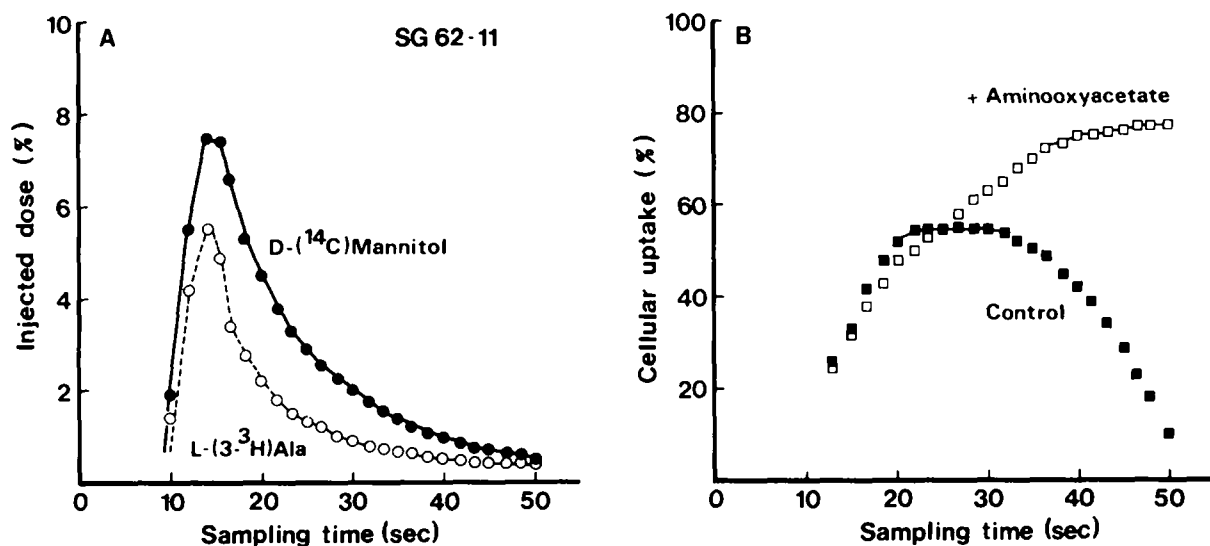 A
SG 62-11
Injected dose (%)
10
8
6
4
2
D-(¹⁴C)Mannitol
L-(3-³H)Ala
0 10 20 30 40 50
Sampling time (sec)
B
+ Aminooxyacetate
Control
Cellular uptake (%)
100
80
60
40
20
0 10 20 30 40 50
Sampling time (sec)